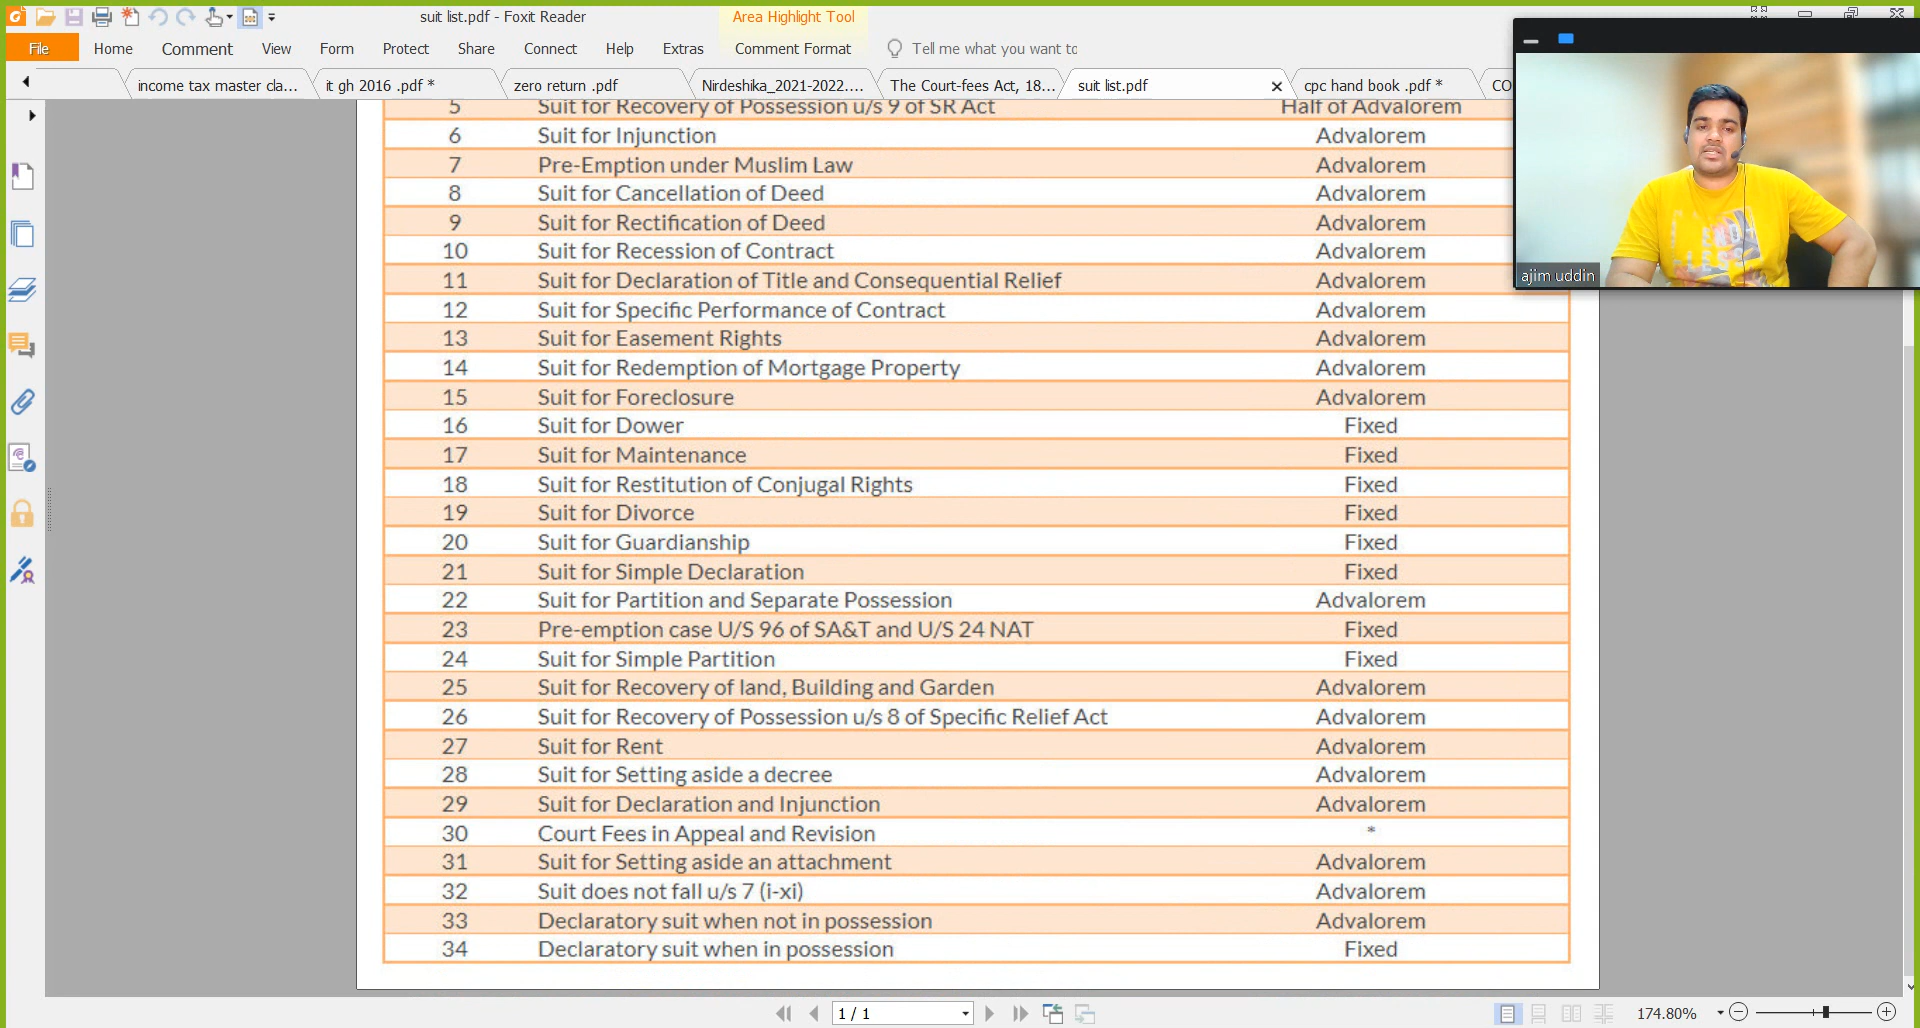 suit list.pdf - Foxit Reader
Area Highlight Tool
File Home Comment View Form Protect Share Connect Help Extras Comment Format Tell me what you want to
income tax master cla... it gh 2016 .pdf * zero return .pdf Nirdeshika_2021-2022.... The Court-fees Act, 18... suit list.pdf cpc hand book .pdf * CO
5 Suit for Recovery of Possession u/s 9 of SR Act Half of Advalorem
6 Suit for Injunction Advalorem
7 Pre-Emption under Muslim Law Advalorem
8 Suit for Cancellation of Deed Advalorem
9 Suit for Rectification of Deed Advalorem
10 Suit for Recession of Contract Advalorem
11 Suit for Declaration of Title and Consequential Relief Advalorem
ajim uddin
12 Suit for Specific Performance of Contract Advalorem
13 Suit for Easement Rights Advalorem
14 Suit for Redemption of Mortgage Property Advalorem
15 Suit for Foreclosure Advalorem
16 Suit for Dower Fixed
17 Suit for Maintenance Fixed
18 Suit for Restitution of Conjugal Rights Fixed
19 Suit for Divorce Fixed
20 Suit for Guardianship Fixed
21 Suit for Simple Declaration Fixed
22 Suit for Partition and Separate Possession Advalorem
23 Pre-emption case U/S 96 of SA&T and U/S 24 NAT Fixed
24 Suit for Simple Partition Fixed
25 Suit for Recovery of land, Building and Garden Advalorem
26 Suit for Recovery of Possession u/s 8 of Specific Relief Act Advalorem
27 Suit for Rent Advalorem
28 Suit for Setting aside a decree Advalorem
29 Suit for Declaration and Injunction Advalorem
30 Court Fees in Appeal and Revision *
31 Suit for Setting aside an attachment Advalorem
32 Suit does not fall u/s 7 (i-xi) Advalorem
33 Declaratory suit when not in possession Advalorem
34 Declaratory suit when in possession Fixed
1 / 1 174.80%